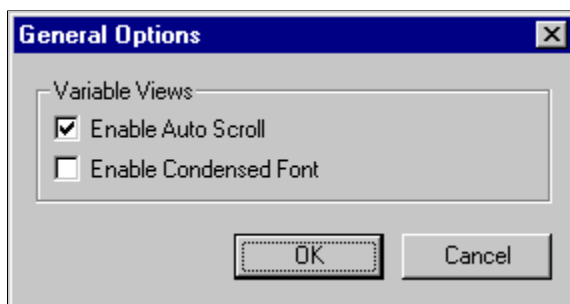 General Options
Variable Views
Enable Auto Scroll
Enable Condensed Font
OK
Cancel